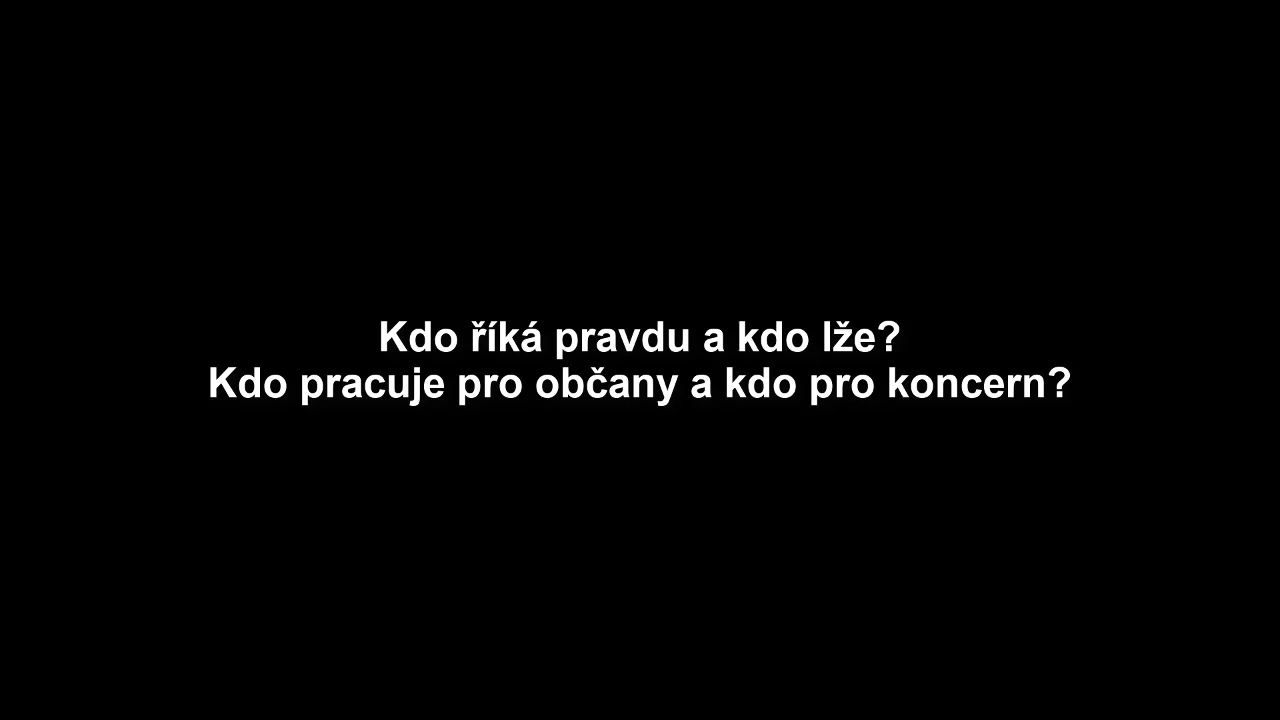 Kdo říká pravdu a kdo lže?
Kdo pracuje pro občany a kdo pro koncern?